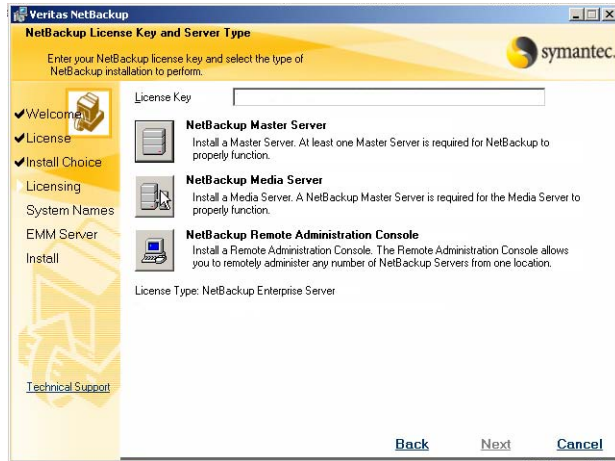 Veritas NetBackup
NetBackup License Key and Server Type
Enter your NetBackup license key and select the type of
NetBackup installation to perform.
symantec.
Welcome
License
Install Choice
Licensing
System Names
EMM Server
Install
Technical Support
License Key
NetBackup Master Server
Install a Master Server. At least one Master Server is required for NetBackup to
properly function.
NetBackup Media Server
Install a Media Server. A NetBackup Master Server is required for the Media Server to
properly function.
NetBackup Remote Administration Console
Install a Remote Administration Console. The Remote Administration Console allows
you to remotely administer any number of NetBackup Servers from one location.
License Type: NetBackup Enterprise Server
Back Next Cancel